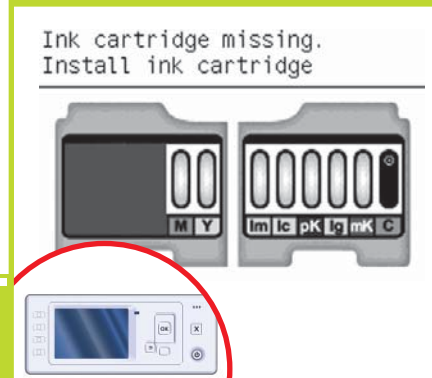 Ink cartridge missing.
Install ink cartridge
M Y lm lc pK lg mK C
OK X